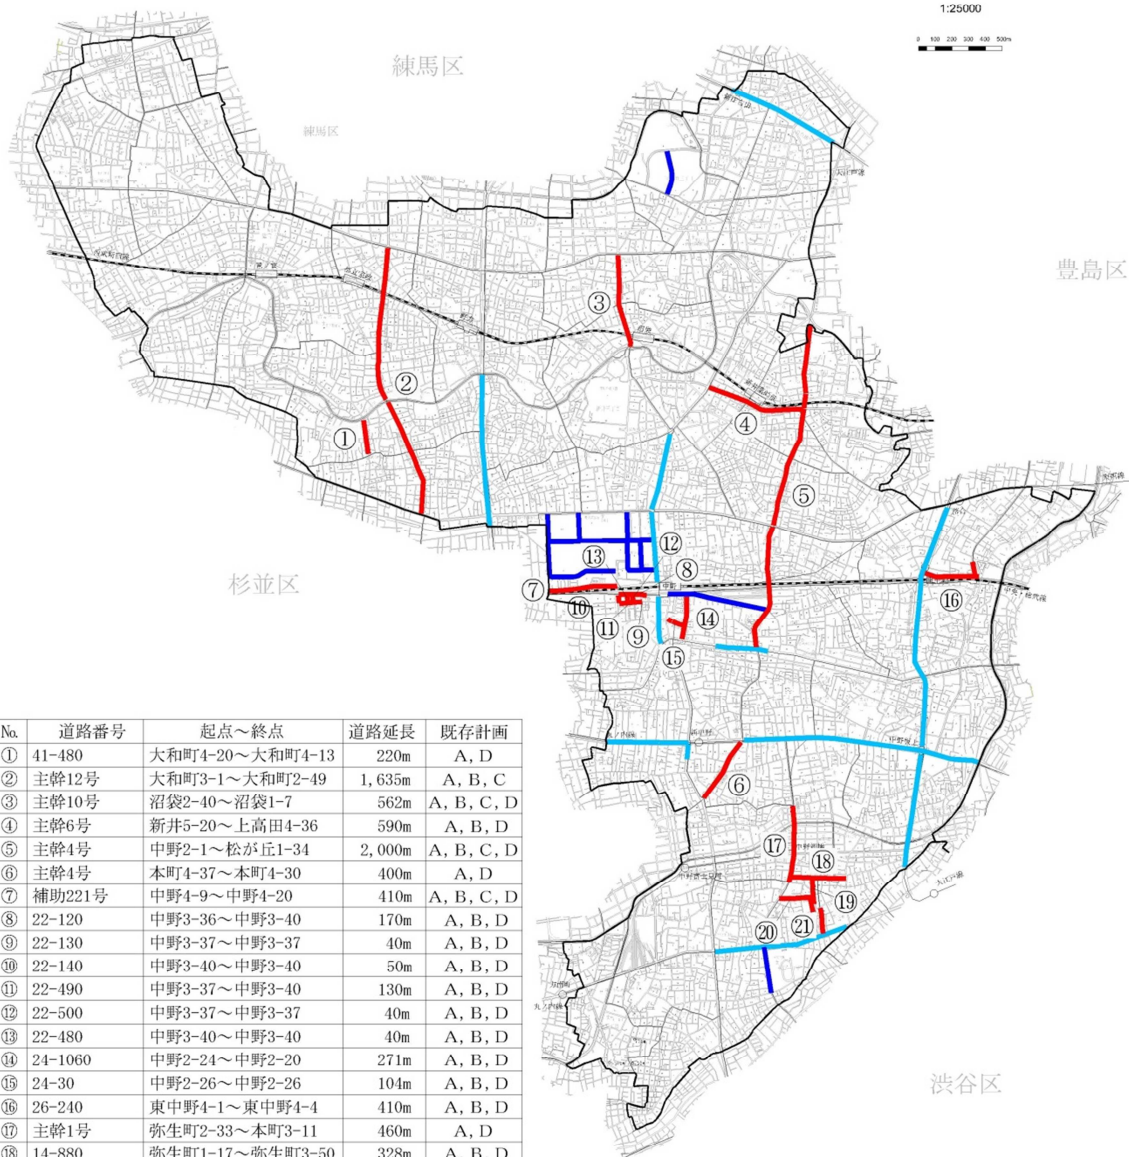 1:25000
0 100 200 300 400 500m
練馬区
練馬区
豊島区
杉並区
渋谷区
③
②
④
①
⑤
⑫
⑬
⑧
⑦
⑩
⑯
⑪
⑨
⑭
⑮
⑥
⑰
⑱
⑲
⑳
㉑
中野
No. 道路番号 起点～終点 道路延長 既存計画
① 41-480 大和町4-20～大和町4-13 220m A, D
② 主幹12号 大和町3-1～大和町2-49 1,635m A, B, C
③ 主幹10号 沼袋2-40～沼袋1-7 562m A, B, C, D
④ 主幹6号 新井5-20～上高田4-36 590m A, B, D
⑤ 主幹4号 中野2-1～松が丘1-34 2,000m A, B, C, D
⑥ 主幹4号 本町4-37～本町4-30 400m A, D
⑦ 補助221号 中野4-9～中野4-20 410m A, B, C, D
⑧ 22-120 中野3-36～中野3-40 170m A, B, D
⑨ 22-130 中野3-37～中野3-37 40m A, B, D
⑩ 22-140 中野3-40～中野3-40 50m A, B, D
⑪ 22-490 中野3-37～中野3-40 130m A, B, D
⑫ 22-500 中野3-37～中野3-37 40m A, B, D
⑬ 22-480 中野3-40～中野3-40 40m A, B, D
⑭ 24-1060 中野2-24～中野2-20 271m A, B, D
⑮ 24-30 中野2-26～中野2-26 104m A, B, D
⑯ 26-240 東中野4-1～東中野4-4 410m A, B, D
⑰ 主幹1号 弥生町2-33～本町3-11 460m A, D
⑱ 14-880 弥生町1-17～弥生町3-50 328m A, B, D